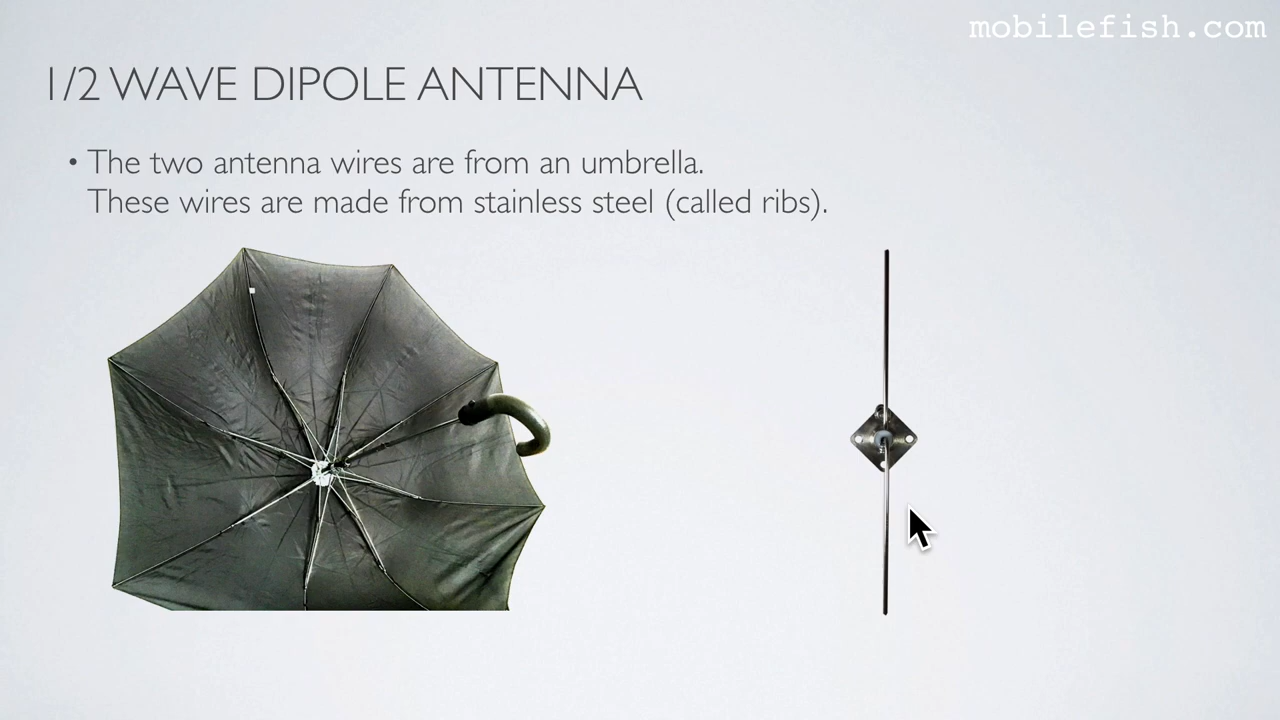 mobilefish.com
1/2 WAVE DIPOLE ANTENNA
• The two antenna wires are from an umbrella.
These wires are made from stainless steel (called ribs).